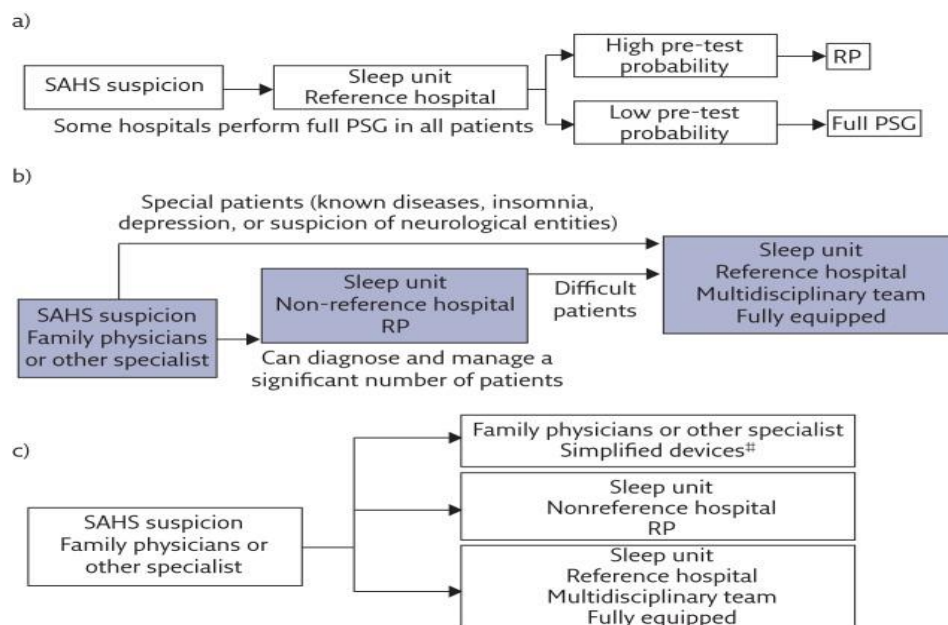 a)
SAHS suspicion
Sleep unit
Reference hospital
High pre-test
probability
RP
Low pre-test
probability
Full PSG
Some hospitals perform full PSG in all patients
b)
Special patients (known diseases, insomnia,
depression, or suspicion of neurological entities)
SAHS suspicion
Family physicians
or other specialist
Sleep unit
Non-reference hospital
RP
Can diagnose and manage a
significant number of patients
Difficult
patients
Sleep unit
Reference hospital
Multidisciplinary team
Fully equipped
c)
SAHS suspicion
Family physicians or
other specialist
Family physicians or other specialist
Simplified devices#
Sleep unit
Nonreference hospital
RP
Sleep unit
Reference hospital
Multidisciplinary team
Fully equipped